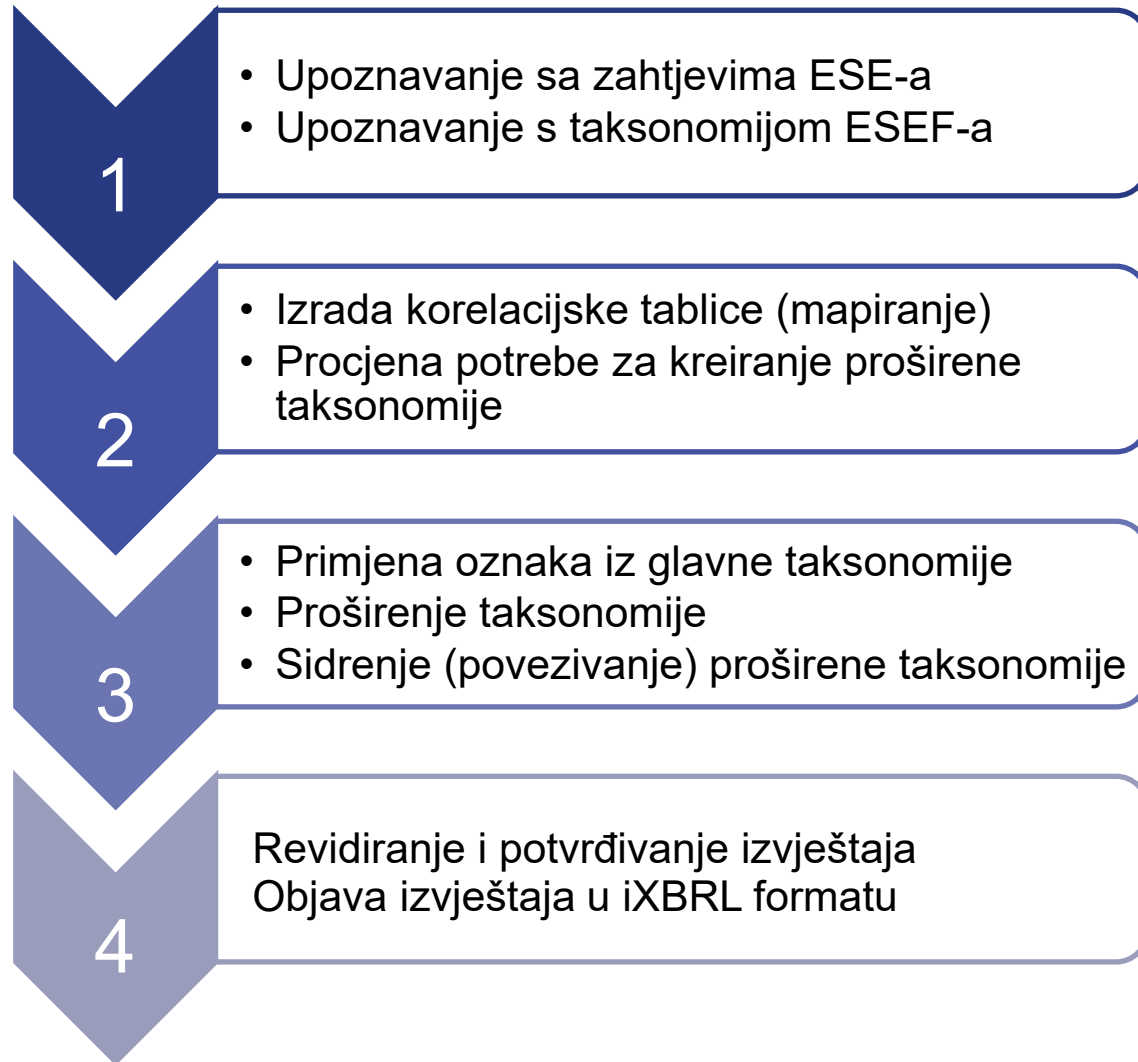 1
• Upoznavanje sa zahtjevima ESE-a
• Upoznavanje s taksonomijom ESEF-a
2
• Izrada korelacijske tablice (mapiranje)
• Procjena potrebe za kreiranje proširene
taksonomije
3
• Primjena oznaka iz glavne taksonomije
• Proširenje taksonomije
• Sidrenje (povezivanje) proširene taksonomije
4
Revidiranje i potvrđivanje izvještaja
Objava izvještaja u iXBRL formatu